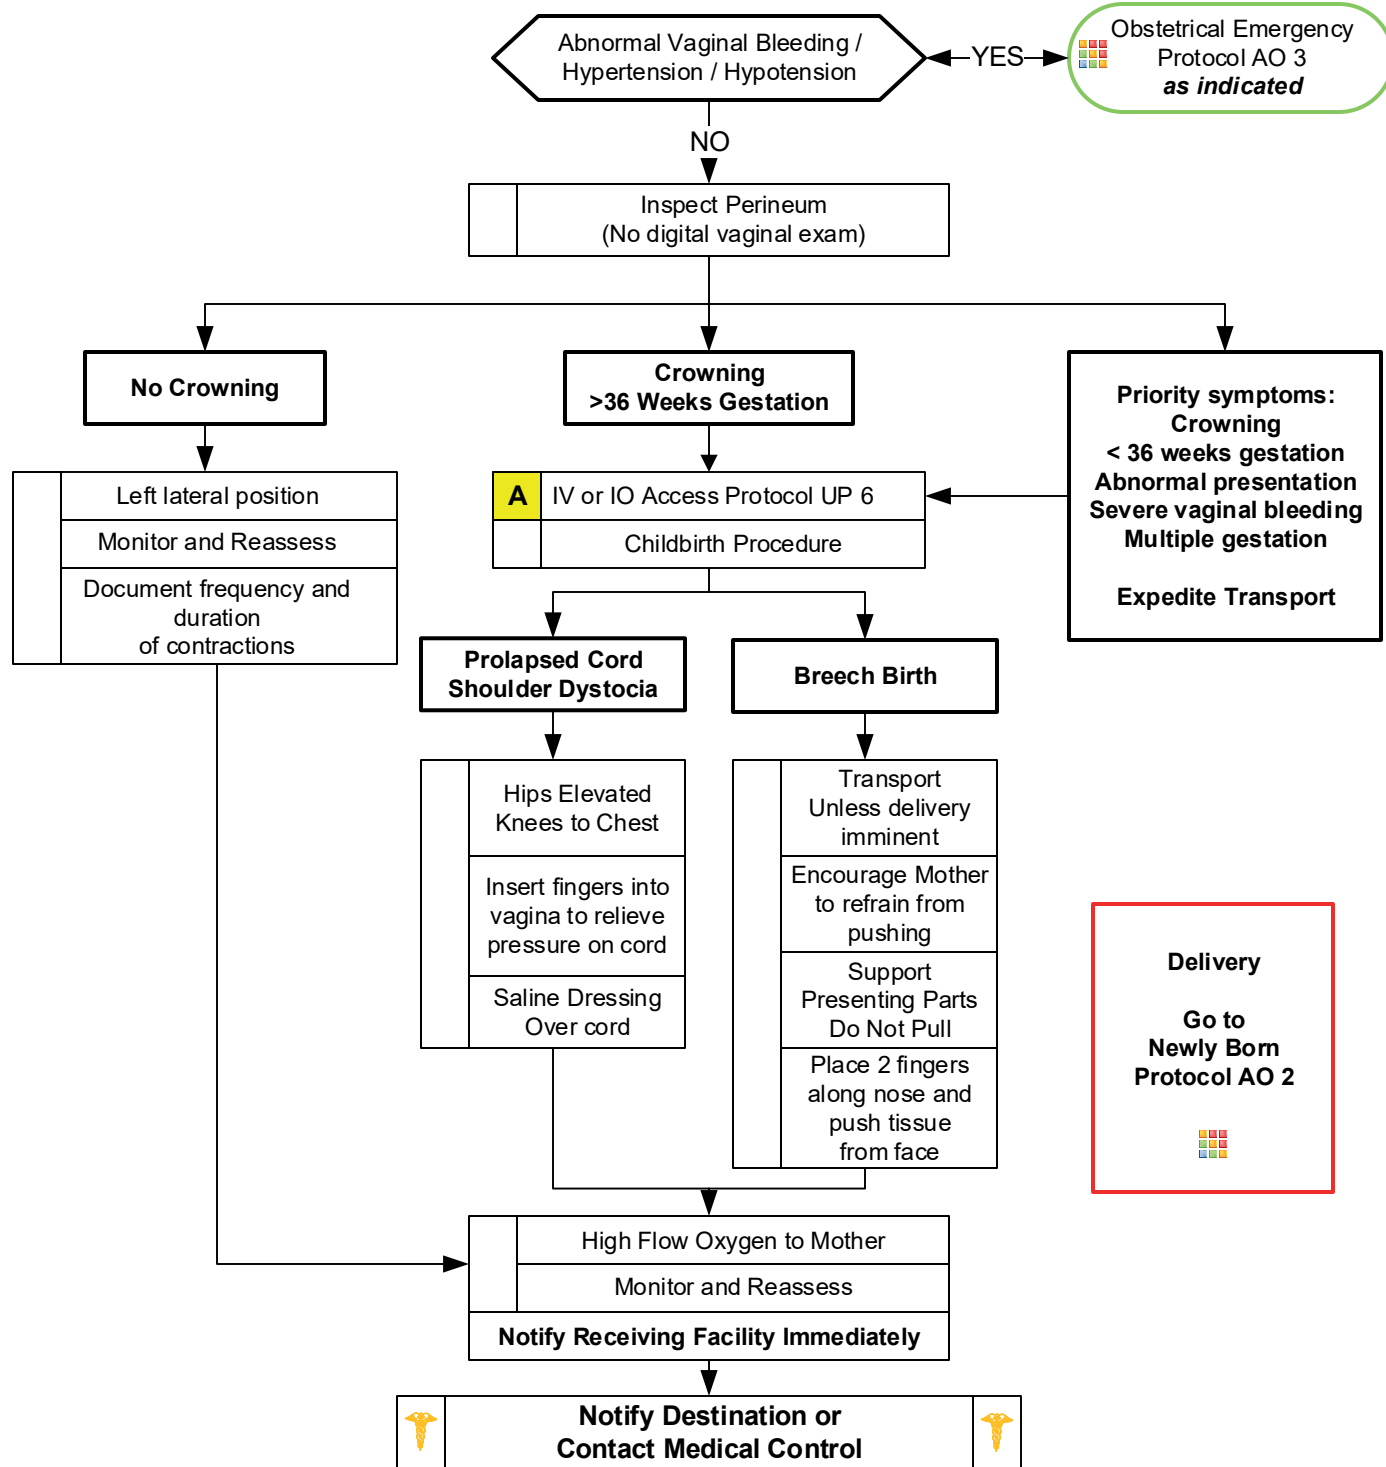 Abnormal Vaginal Bleeding /
Hypertension / Hypotension
YES
Obstetrical Emergency
Protocol AO 3
as indicated
NO
Inspect Perineum
(No digital vaginal exam)
No Crowning
Crowning
>36 Weeks Gestation
Priority symptoms:
Crowning
< 36 weeks gestation
Abnormal presentation
Severe vaginal bleeding
Multiple gestation
Expedite Transport
Left lateral position
Monitor and Reassess
Document frequency and
duration
of contractions
A
IV or IO Access Protocol UP 6
Childbirth Procedure
Prolapsed Cord
Shoulder Dystocia
Breech Birth
Hips Elevated
Knees to Chest
Insert fingers into
vagina to relieve
pressure on cord
Saline Dressing
Over cord
Transport
Unless delivery
imminent
Encourage Mother
to refrain from
pushing
Support
Presenting Parts
Do Not Pull
Place 2 fingers
along nose and
push tissue
from face
Delivery
Go to
Newly Born
Protocol AO 2
High Flow Oxygen to Mother
Monitor and Reassess
Notify Receiving Facility Immediately
Notify Destination or
Contact Medical Control